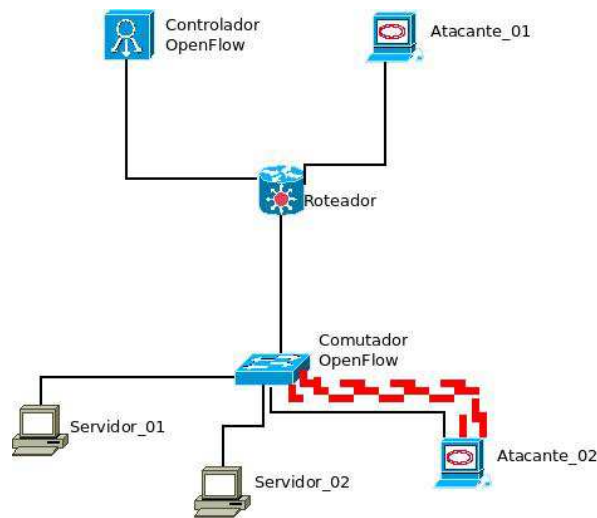 Controlador
OpenFlow
Atacante_01
Roteador
Comutador
OpenFlow
Servidor_01
Servidor_02
Atacante_02